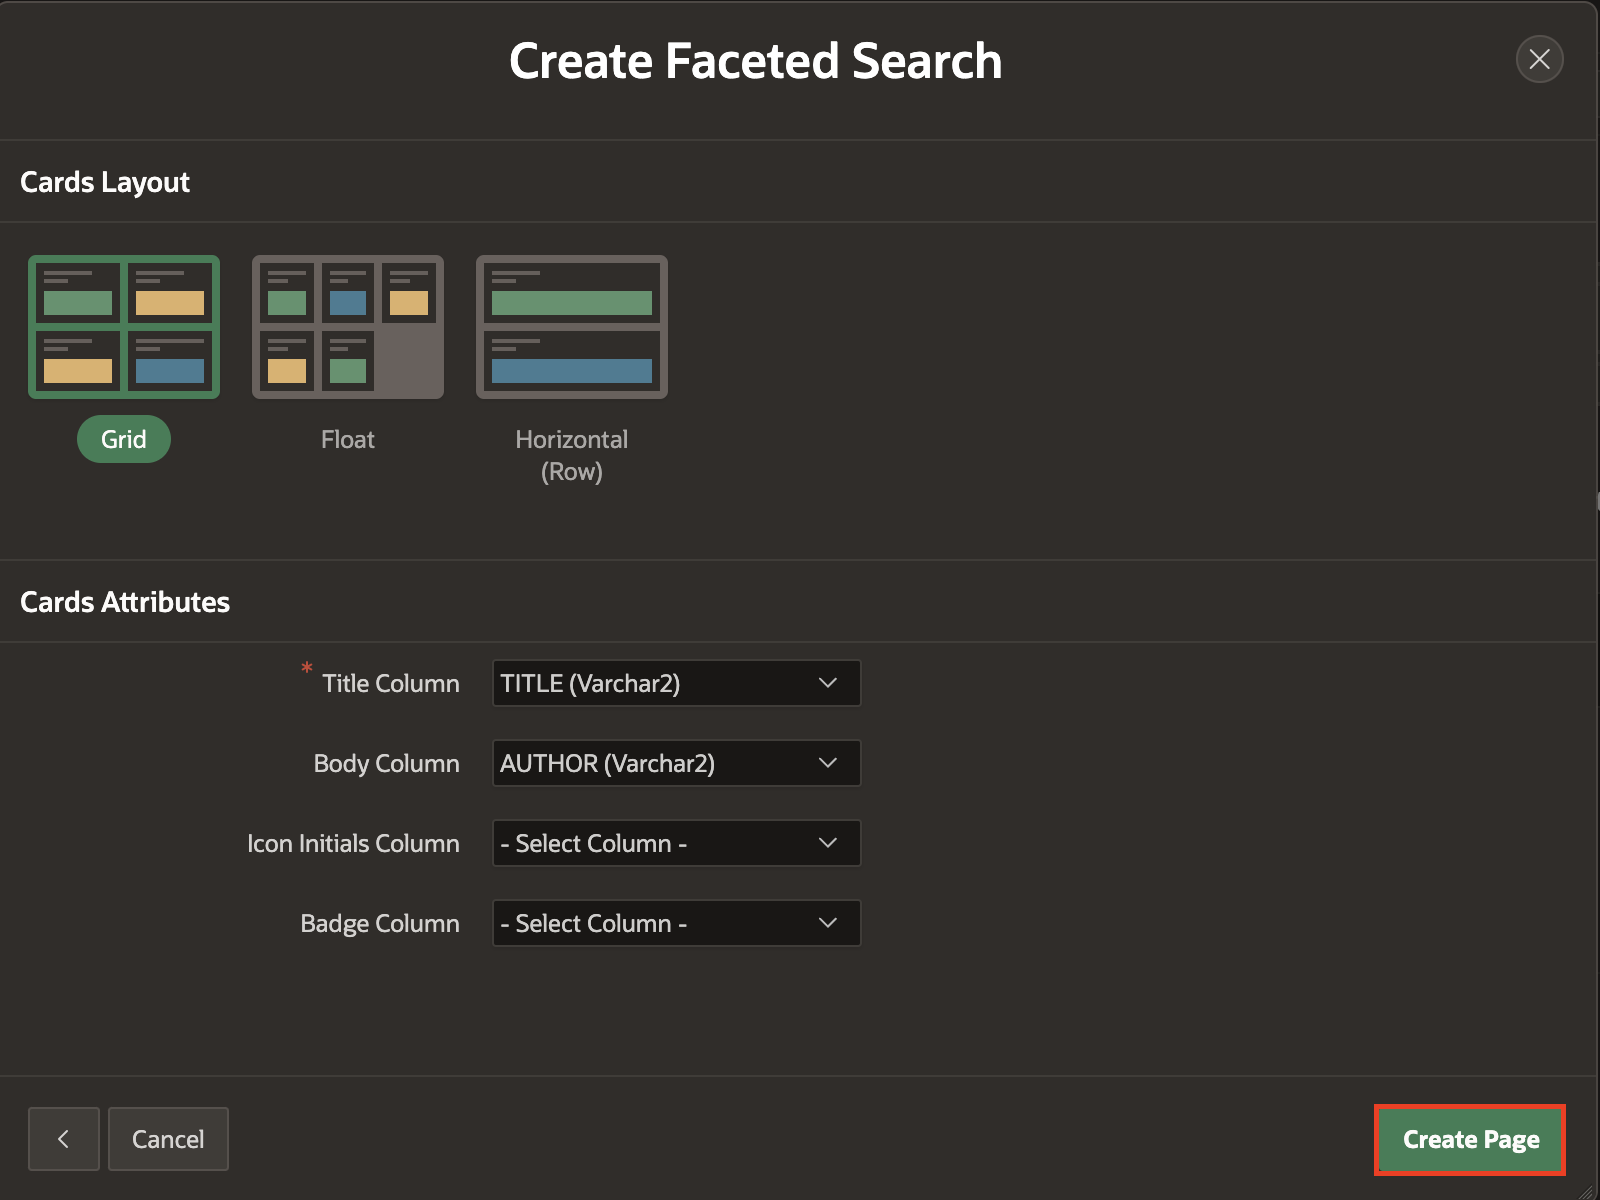 Create Faceted Search
Cards Layout
Grid
Float
Horizontal
(Row)
Cards Attributes
* Title Column
TITLE (Varchar2)
Body Column
AUTHOR (Varchar2)
Icon Initials Column
- Select Column -
Badge Column
- Select Column -
Cancel
Create Page